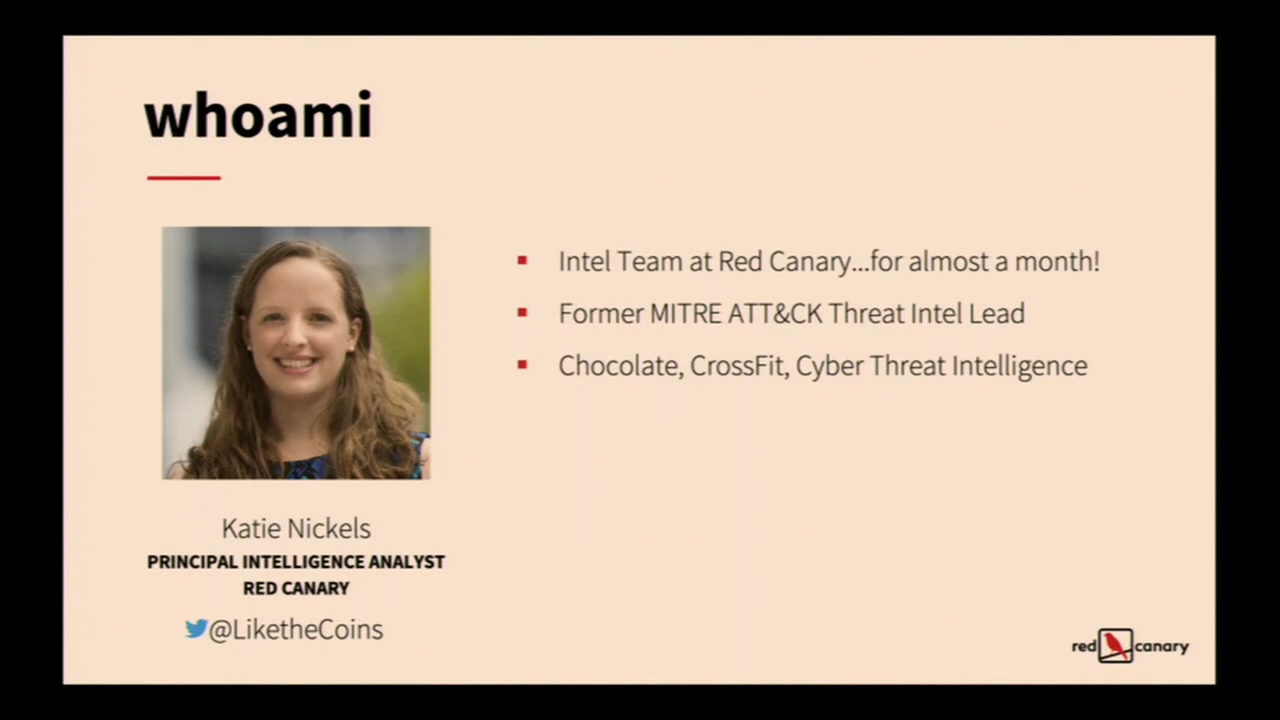 whoami
Intel Team at Red Canary...for almost a month!
Former MITRE ATT&CK Threat Intel Lead
Chocolate, CrossFit, Cyber Threat Intelligence
Katie Nickels
PRINCIPAL INTELLIGENCE ANALYST
RED CANARY
@LiketheCoins
red canary